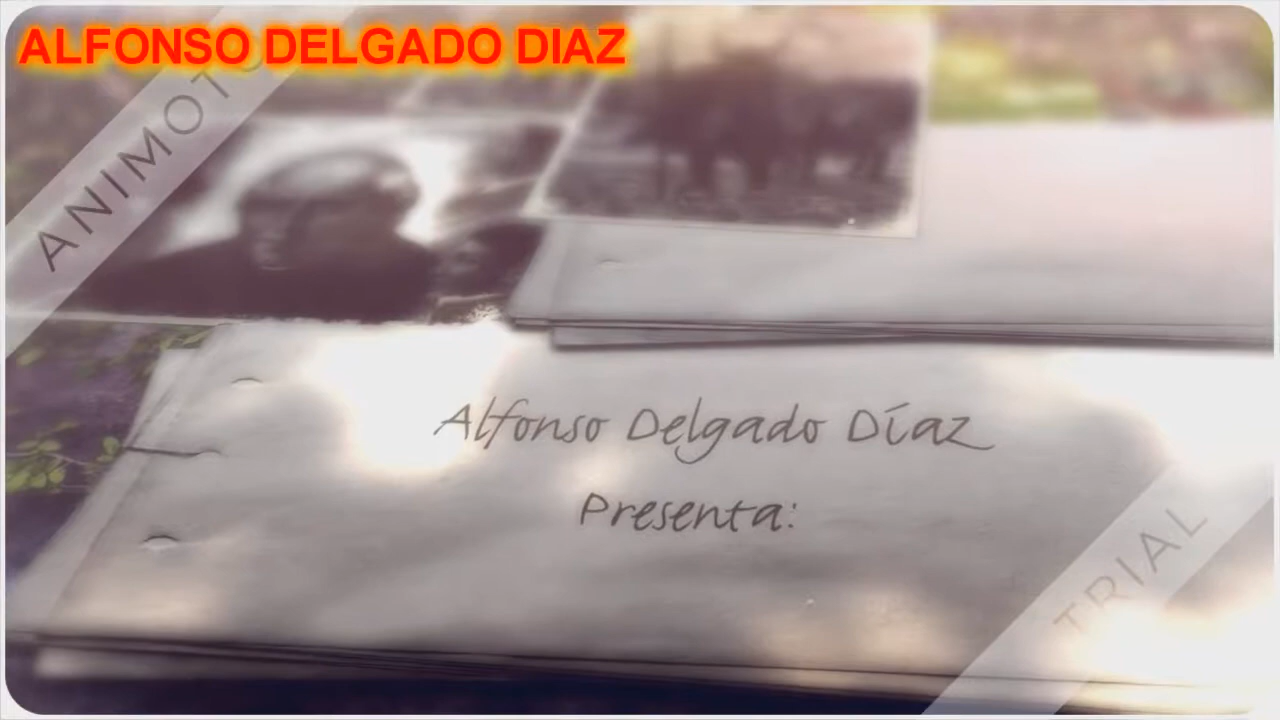 ALFONSO DELGADO DIAZ
ANIMOTO
Alfonso Delgado Díaz
Presenta:
TRIAL